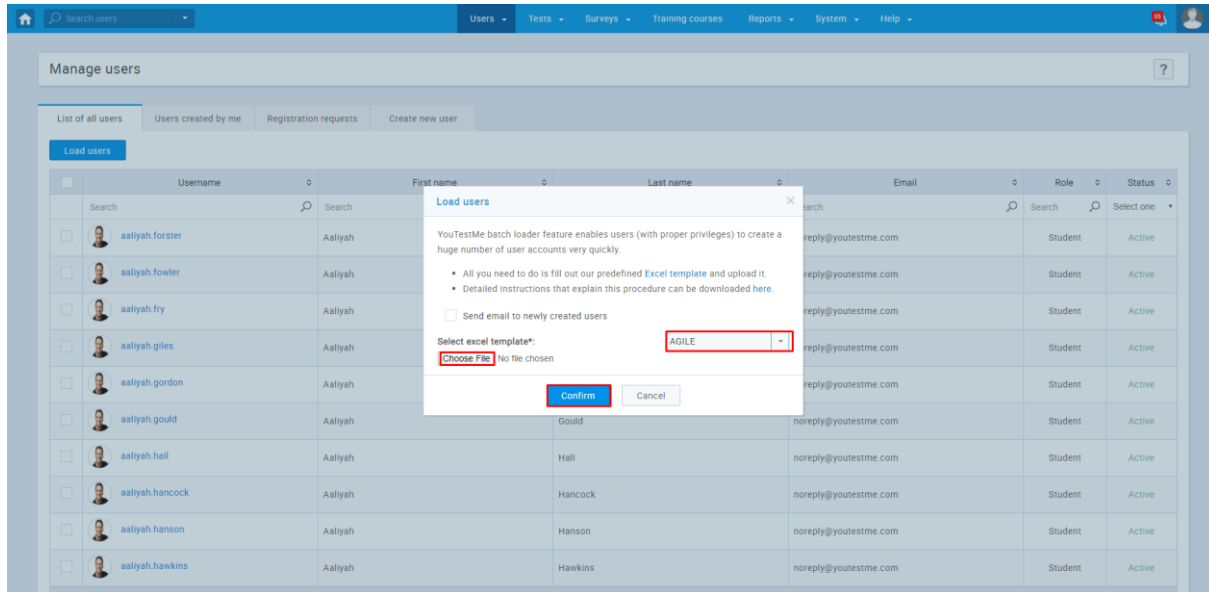 Search users
Users Tests Surveys Training courses Reports System Help
Manage users
?
List of all users Users created by me Registration requests Create new user
Load users
Username First name Last name Email Role Status
Search Search earch Search Select one
Load users
YouTestMe batch loader feature enables users (with proper privileges) to create a
huge number of user accounts very quickly.
• All you need to do is fill out our predefined Excel template and upload it.
• Detailed instructions that explain this procedure can be downloaded here.
Send email to newly created users
Select excel template*: AGILE
Choose File No file chosen
Confirm Cancel
aaliyah.forster Aaliyah reply@youtestme.com Student Active
aaliyah.fowler Aaliyah reply@youtestme.com Student Active
aaliyah.fry Aaliyah reply@youtestme.com Student Active
aaliyah.giles Aaliyah reply@youtestme.com Student Active
aaliyah.gordon Aaliyah reply@youtestme.com Student Active
aaliyah.gould Aaliyah Gould noreply@youtestme.com Student Active
aaliyah.hall Aaliyah Hall noreply@youtestme.com Student Active
aaliyah.hancock Aaliyah Hancock noreply@youtestme.com Student Active
aaliyah.hanson Aaliyah Hanson noreply@youtestme.com Student Active
aaliyah.hawkins Aaliyah Hawkins noreply@youtestme.com Student Active